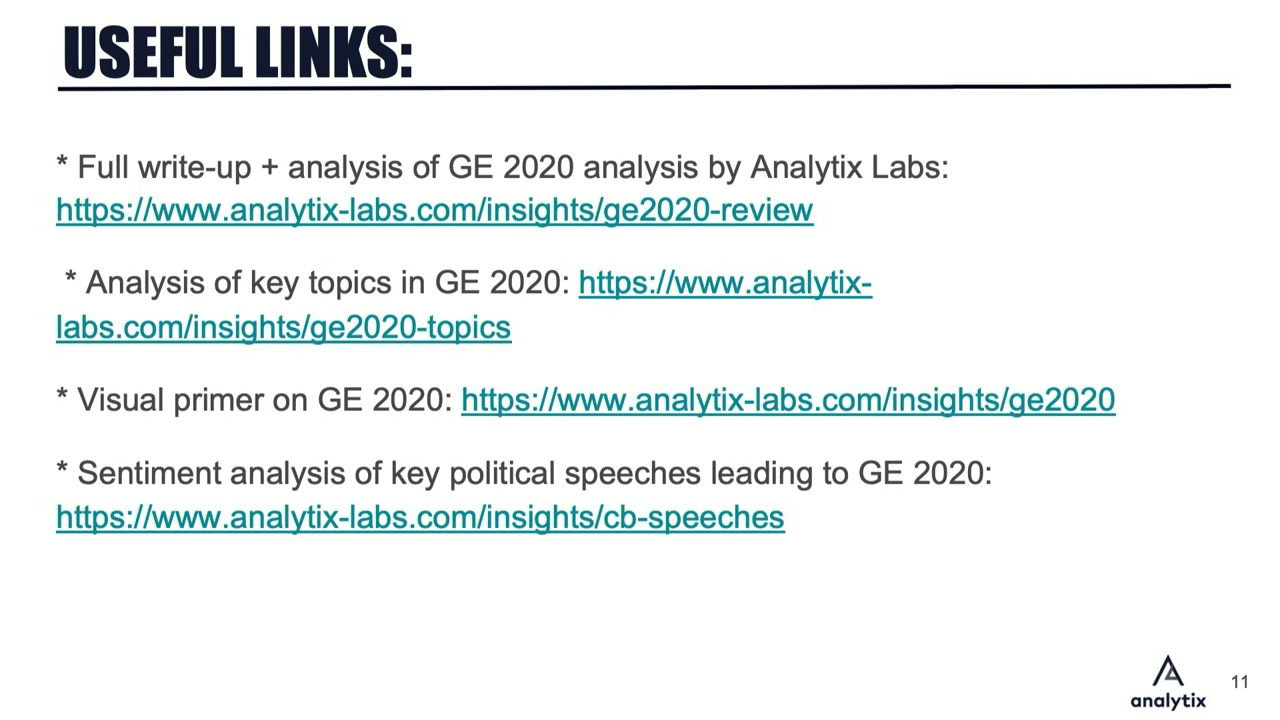 USEFUL LINKS:
* Full write-up + analysis of GE 2020 analysis by Analytix Labs:
https://www.analytix-labs.com/insights/ge2020-review
* Analysis of key topics in GE 2020: https://www.analytix-
labs.com/insights/ge2020-topics
* Visual primer on GE 2020: https://www.analytix-labs.com/insights/ge2020
* Sentiment analysis of key political speeches leading to GE 2020:
https://www.analytix-labs.com/insights/cb-speeches
analytix
11